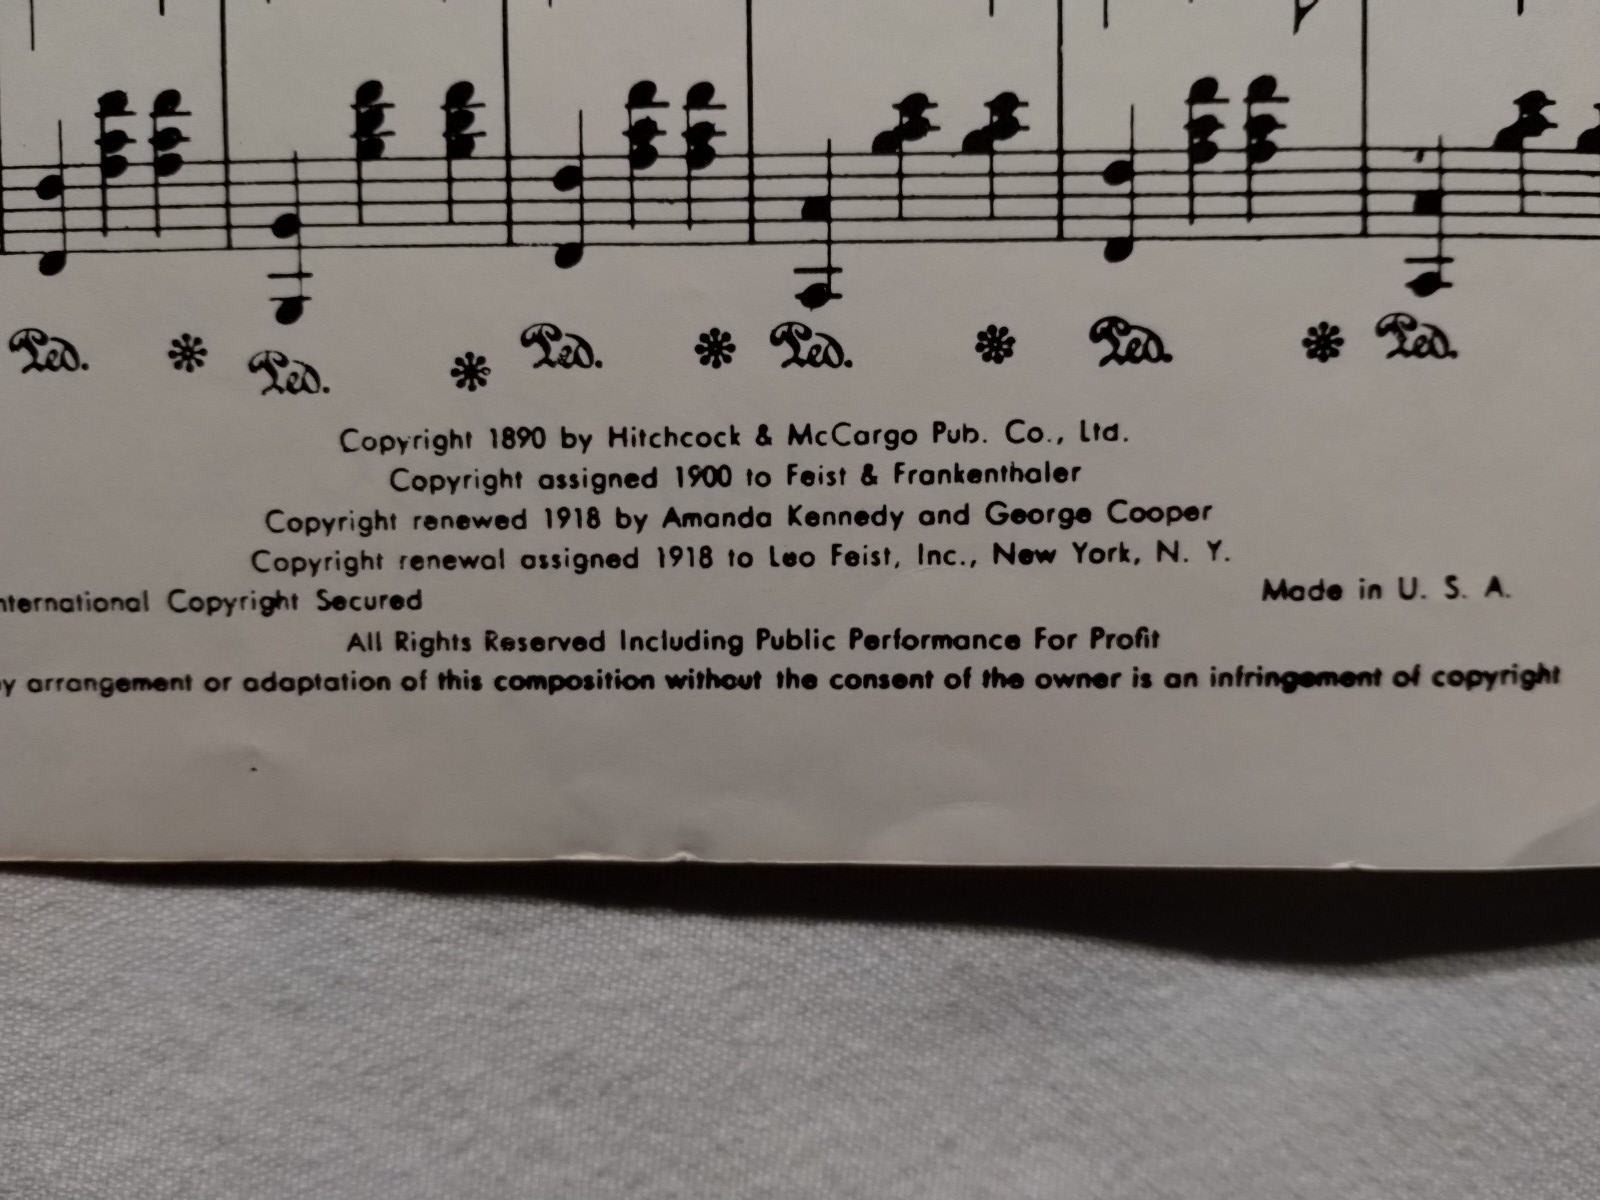 Ped. * Ped. * Ped. * Ped. * Ped. * Ped.
Copyright 1890 by Hitchcock & McCargo Pub. Co., Ltd.
Copyright assigned 1900 to Feist & Frankenthaler
Copyright renewed 1918 by Amanda Kennedy and George Cooper
Copyright renewal assigned 1918 to Leo Feist, Inc., New York, N. Y.
nternational Copyright Secured Made in U. S. A.
All Rights Reserved Including Public Performance For Profit
y arrangement or adaptation of this composition without the consent of the owner is an infringement of copyright